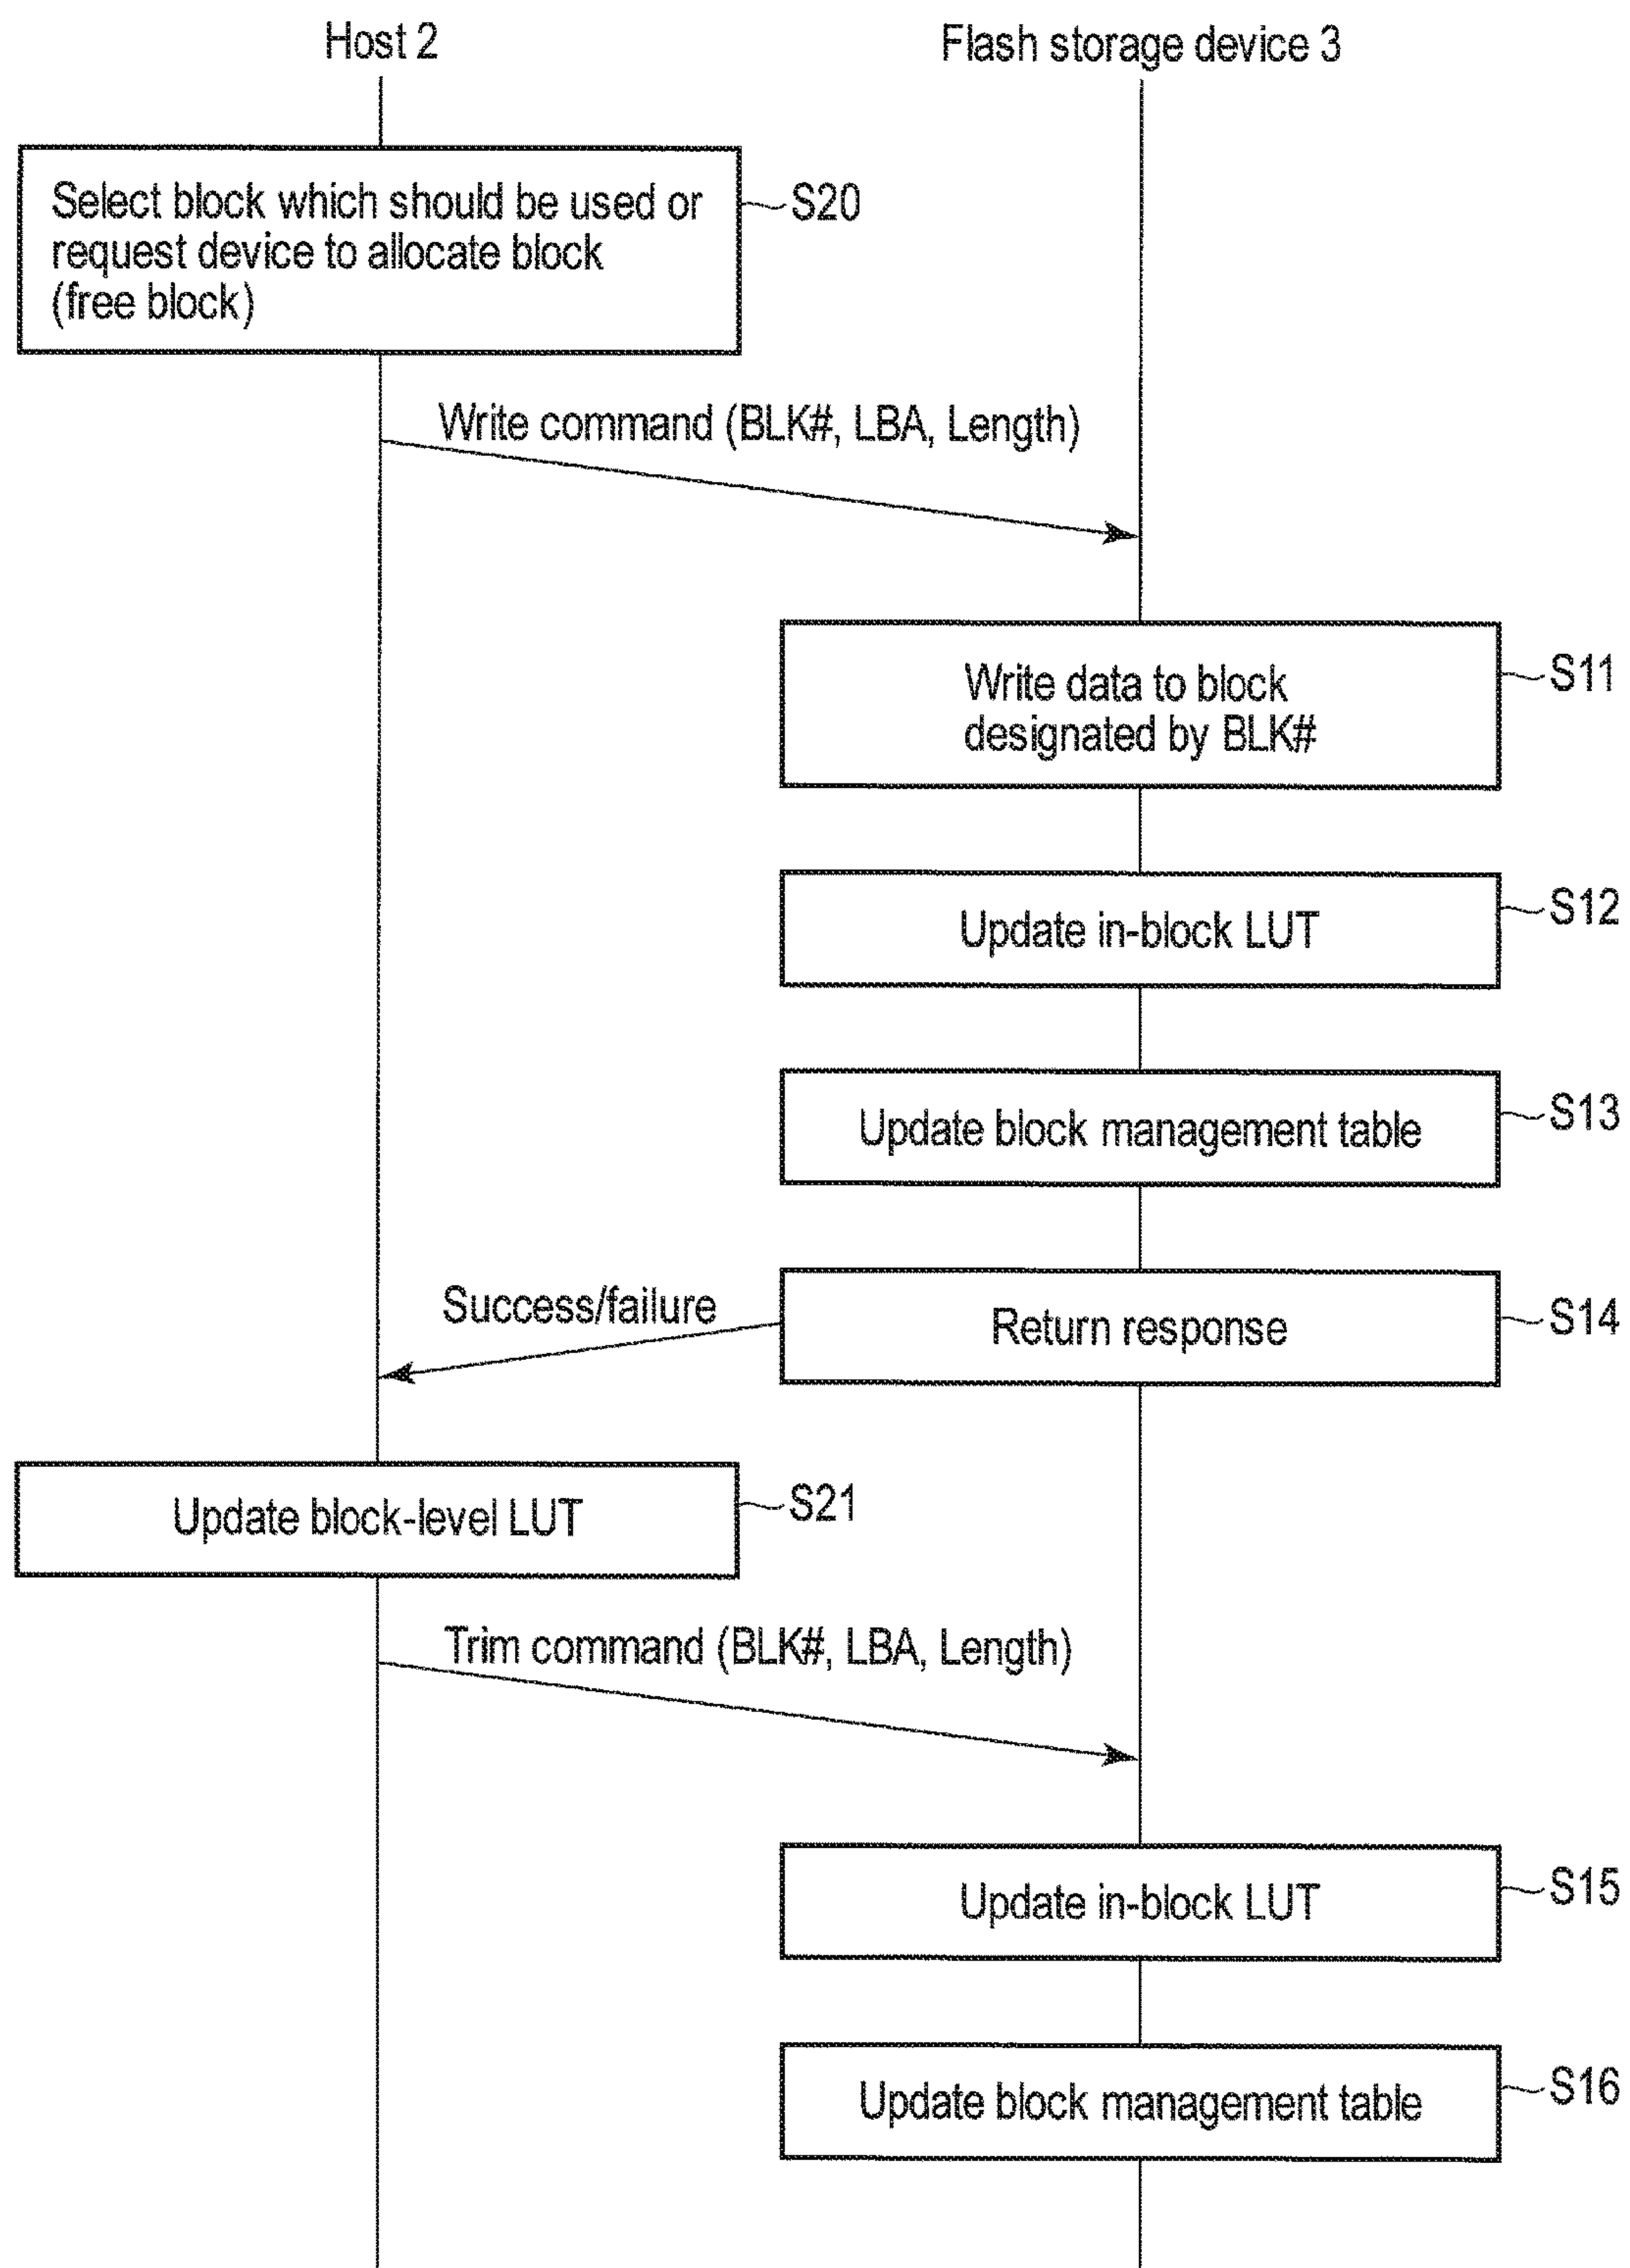 Host 2
Flash storage device 3
Select block which should be used or
request device to allocate block
(free block)
S20
Write command (BLK#, LBA, Length)
Write data to block
designated by BLK#
S11
Update in-block LUT
S12
Update block management table
S13
Success/failure
Return response
S14
Update block-level LUT
S21
Trim command (BLK#, LBA, Length)
Update in-block LUT
S15
Update block management table
S16